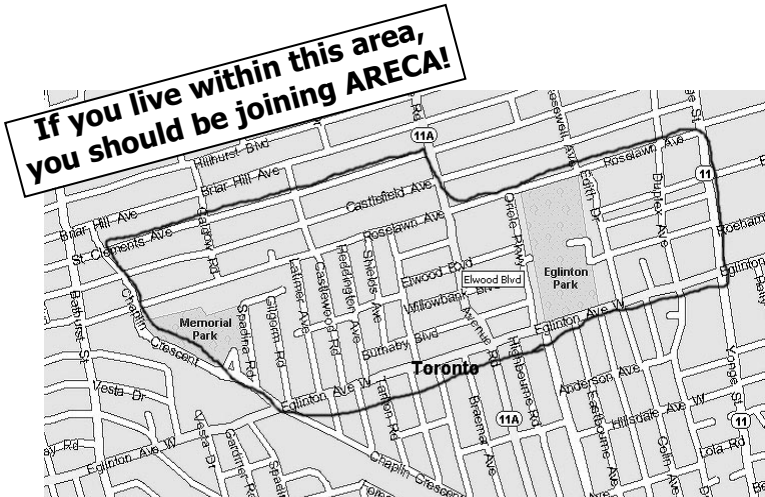 If you live within this area,
you should be joining ARECA!
Hillhurst Blvd
11A
Briar Hill Ave
Castlefield Ave
Roselawn Ave
11
Briar Hill Ave
St. Clements Ave
Roselawn Ave
Edith Dr
Duplex Ave
Oriole Pkwy
Elwood Blvd
Elwood Blvd
Eglinton
Park
Willowbank Blvd
Eglinton
Heddington Ave
Shields Ave
Castlewood Rd
Latimer Ave
Gilgorm Rd
Spadina Rd
Chaplin Crescent
Bathurst St
Memorial
Park
Burnaby Blvd
Avenue Rd
Eglinton Ave W
Toronto
Highbourne Rd
Anderson Ave
Yonge St
Vesta Dr
Eglinton Ave W
Braemar Ave
11A
Eastbourne Ave
Hillsdale Ave W
11
Colin Ave
Lola Rd
Vesta Dr
Eglinton Ave W
Chaplin Crescent